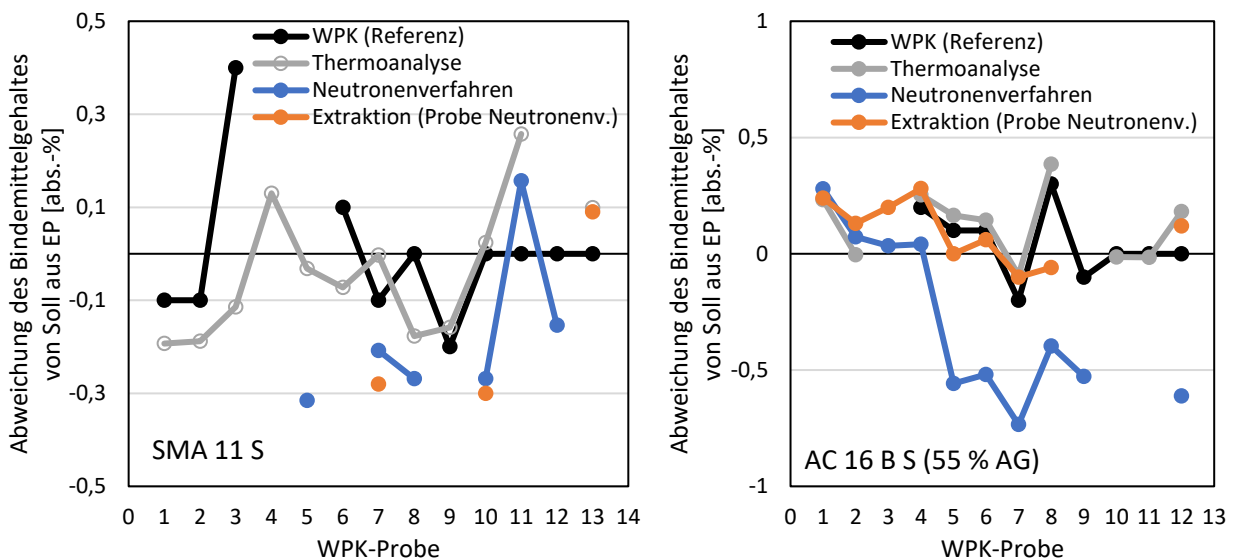 Abweichung des Bindemittelgehaltes
von Soll aus EP [abs.-%]
0,5
0,3
0,1
-0,1
-0,3
-0,5
WPK (Referenz)
Thermoanalyse
Neutronenverfahren
Extraktion (Probe Neutronenv.)
SMA 11 S
0 1 2 3 4 5 6 7 8 9 10 11 12 13 14
WPK-Probe
Abweichung des Bindemittelgehaltes
von Soll aus EP [abs.-%]
1
0,5
0
-0,5
-1
WPK (Referenz)
Thermoanalyse
Neutronenverfahren
Extraktion (Probe Neutronenv.)
AC 16 B S (55 % AG)
0 1 2 3 4 5 6 7 8 9 10 11 12 13
WPK-Probe